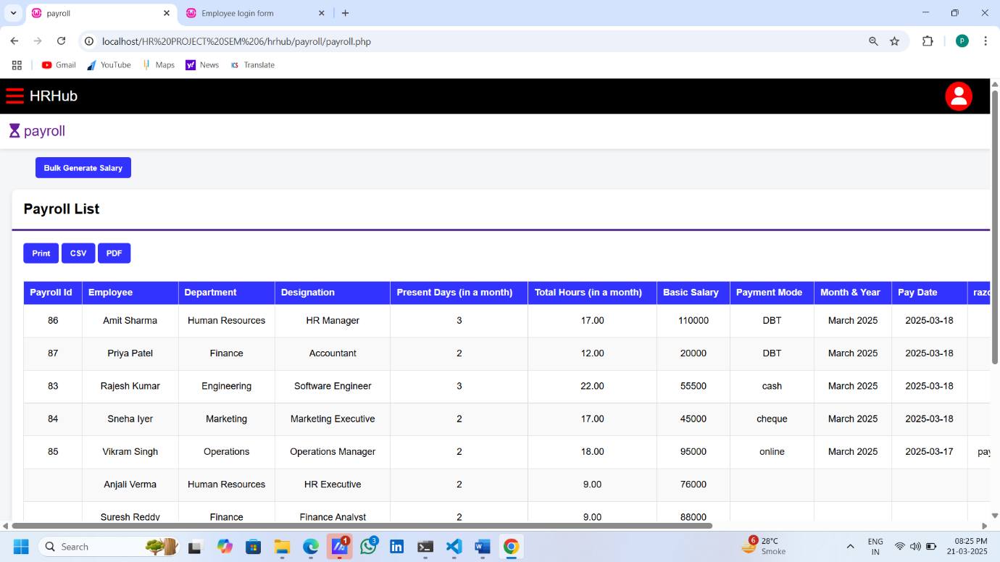 payroll
Employee login form
localhost/HR%20PROJECT%20SEM%206/hrhub/payroll/payroll.php
P
Gmail YouTube Maps News Translate
HRHub
payroll
Bulk Generate Salary
Payroll List
Print CSV PDF
Payroll Id Employee Department Designation Present Days (in a month) Total Hours (in a month) Basic Salary Payment Mode Month & Year Pay Date
86 Amit Sharma Human Resources HR Manager 3 17.00 110000 DBT March 2025 2025-03-18
87 Priya Patel Finance Accountant 2 12.00 20000 DBT March 2025 2025-03-18
83 Rajesh Kumar Engineering Software Engineer 3 22.00 55500 cash March 2025 2025-03-18
84 Sneha Iyer Marketing Marketing Executive 2 17.00 45000 cheque March 2025 2025-03-18
85 Vikram Singh Operations Operations Manager 2 18.00 95000 online March 2025 2025-03-17 pay
Anjali Verma Human Resources HR Executive 2 9.00 76000
Suresh Reddy Finance Finance Analyst 2 9.00 88000
Search
1
3
6
28°C
Smoke
ENG
IN
08:25 PM
21-03-2025